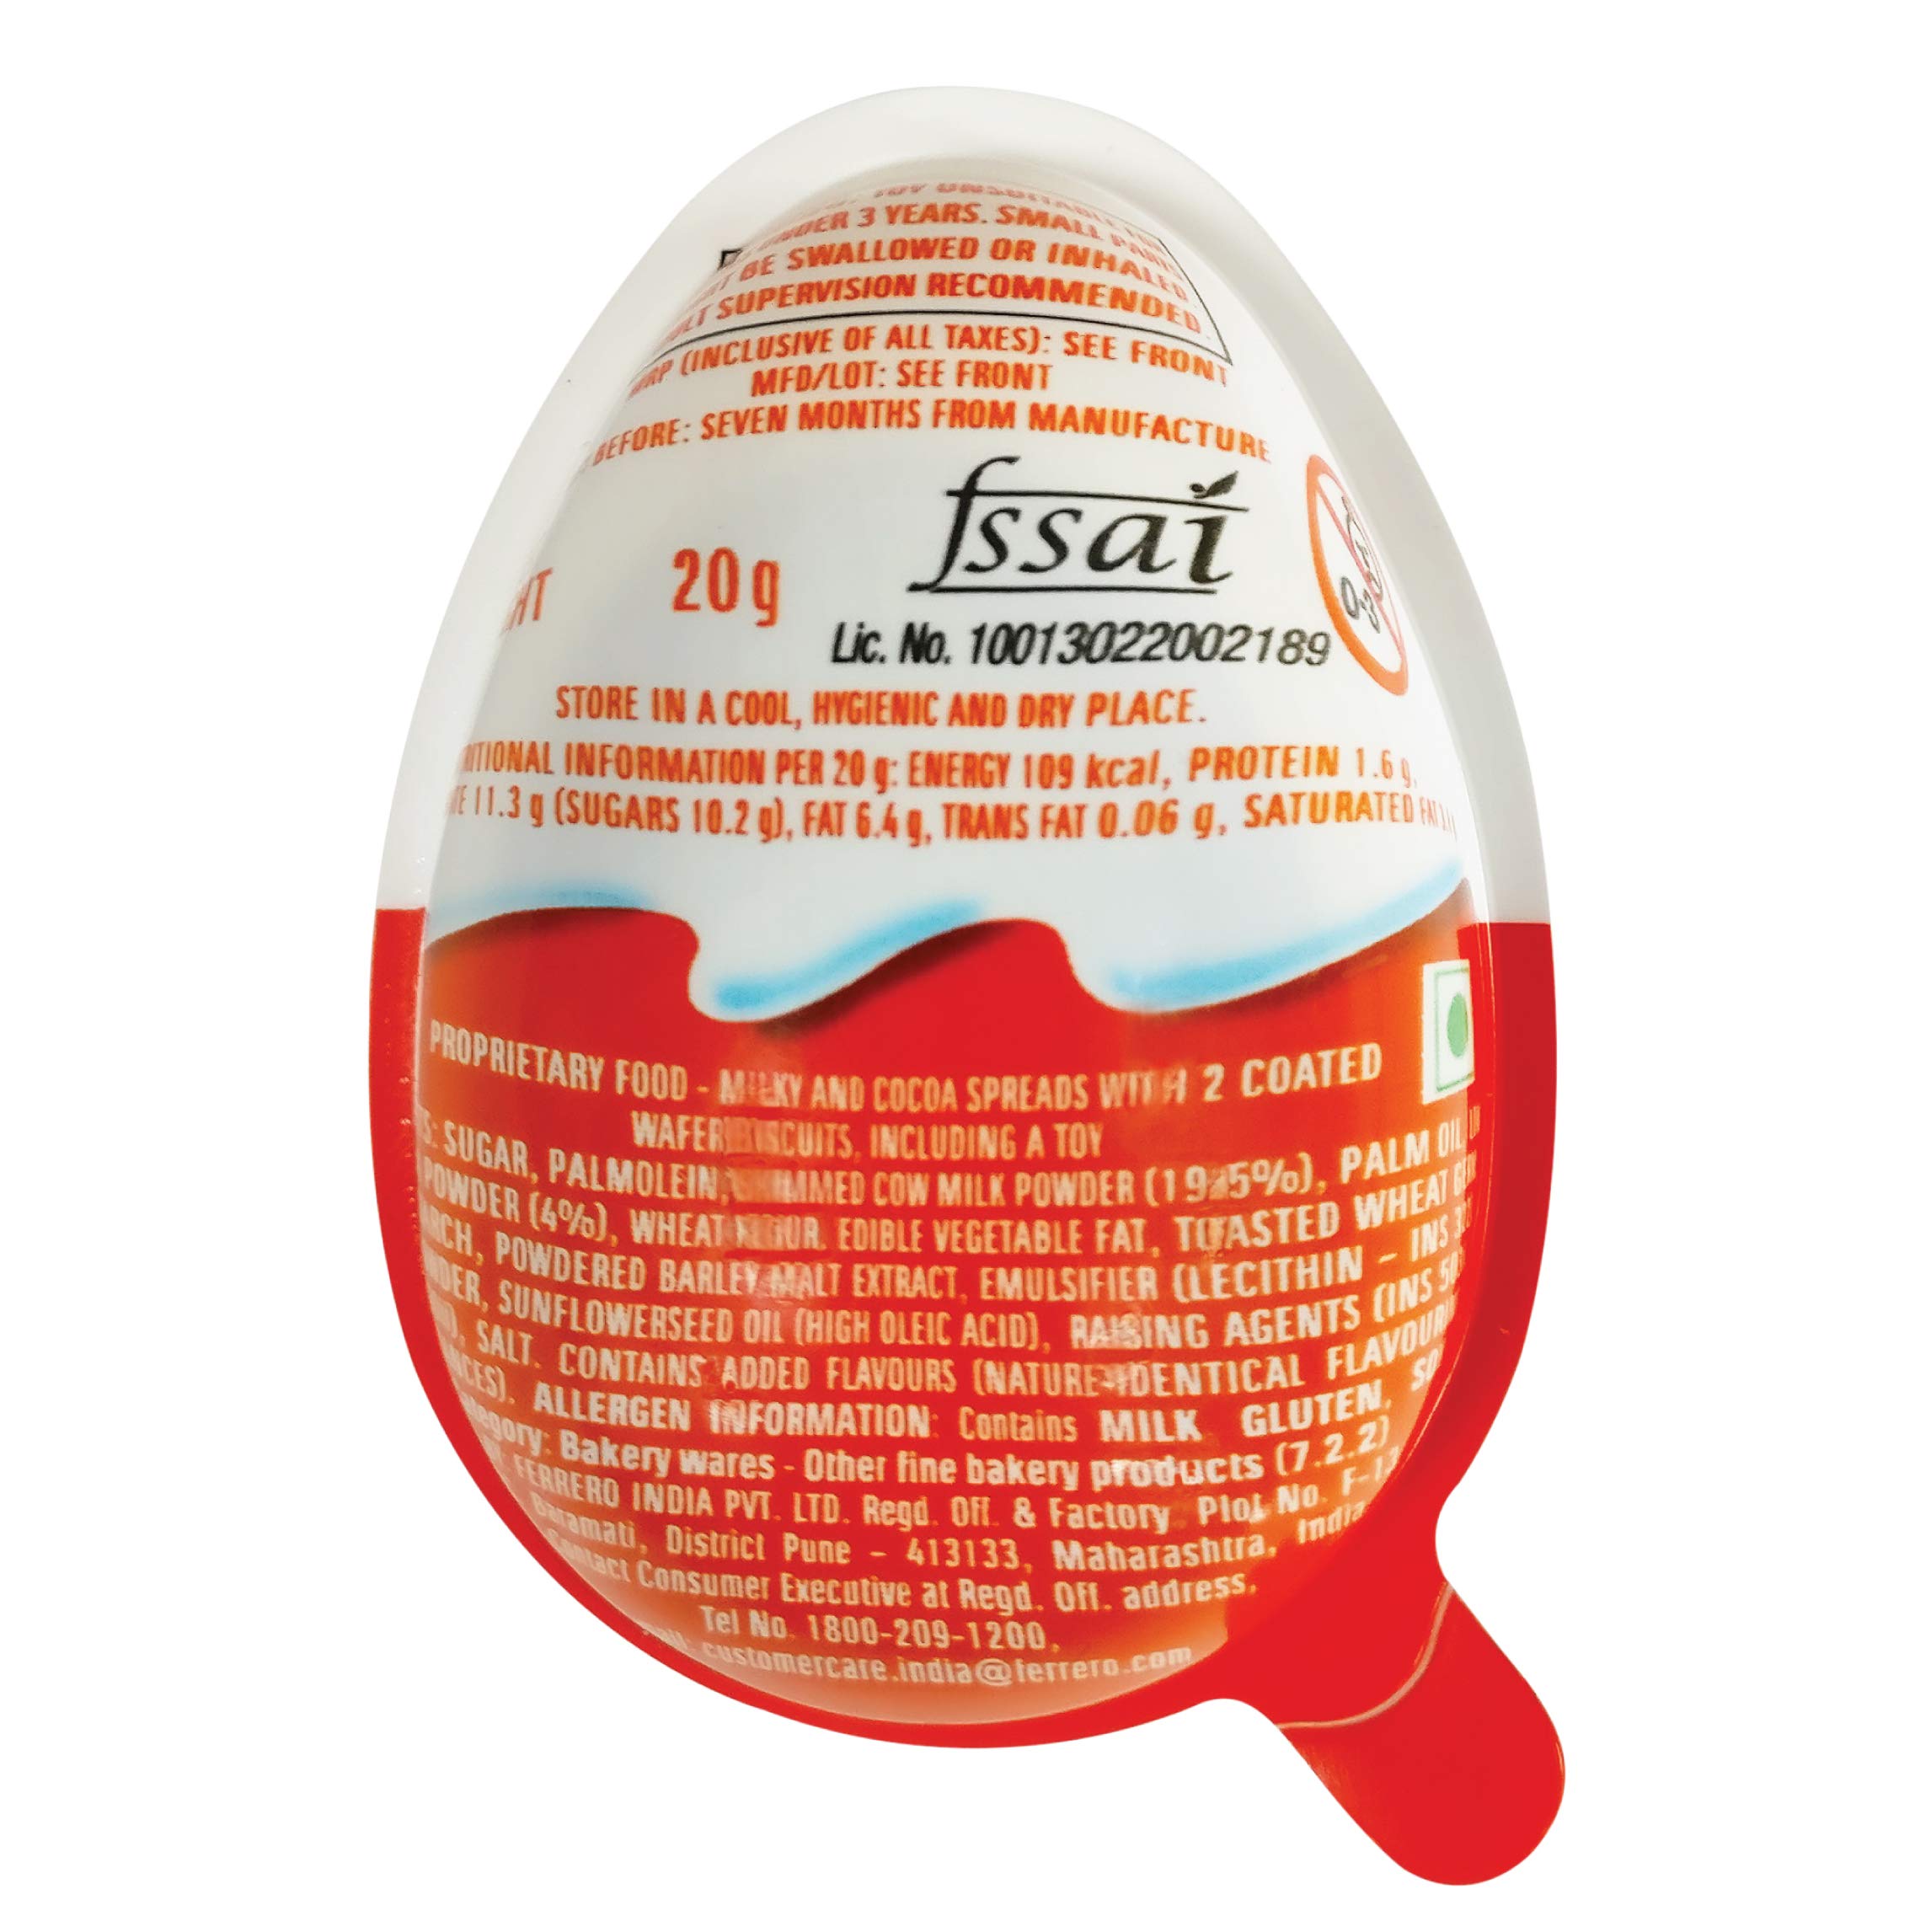 TOY UNSUITABLE FOR
UNDER 3 YEARS. SMALL PARTS
BE SWALLOWED OR INHALED
SUPERVISION RECOMMENDED
MRP (INCLUSIVE OF ALL TAXES): SEE FRONT
MFD/LOT: SEE FRONT
BEFORE: SEVEN MONTHS FROM MANUFACTURE
fssai
20 g
0-3
Lic. No. 10013022002189
STORE IN A COOL, HYGIENIC AND DRY PLACE.
INFORMATION PER 20 g: ENERGY 109 kcal, PROTEIN 1.6 g,
11.3 g (SUGARS 10.2 g), FAT 6.4 g, TRANS FAT 0.06 g, SATURATED FAT
PROPRIETARY FOOD - MILKY AND COCOA SPREADS WITH 2 COATED
WAFER BISCUITS, INCLUDING A TOY
SUGAR, PALMOLEIN, SKIMMED COW MILK POWDER (19.5%), PALM OIL
POWDER (4%), WHEAT FLOUR, EDIBLE VEGETABLE FAT, TOASTED WHEAT
POWDERED BARLEY MALT EXTRACT, EMULSIFIER (LECITHIN - INS
SUNFLOWERSEED OIL (HIGH OLEIC ACID), RAISING AGENTS (INS
SALT. CONTAINS ADDED FLAVOURS (NATURE-IDENTICAL FLAVOURING
ALLERGEN INFORMATION: Contains MILK GLUTEN,
Bakery wares - Other fine bakery products (7.2.2)
FERRERO INDIA PVT. LTD. Regd. Off. & Factory Plot No.
Baramati, District Pune - 413133, Maharashtra, India
Contact Consumer Executive at Regd. Off. address,
Tel No. 1800-209-1200,
customercare.india@ferrero.com